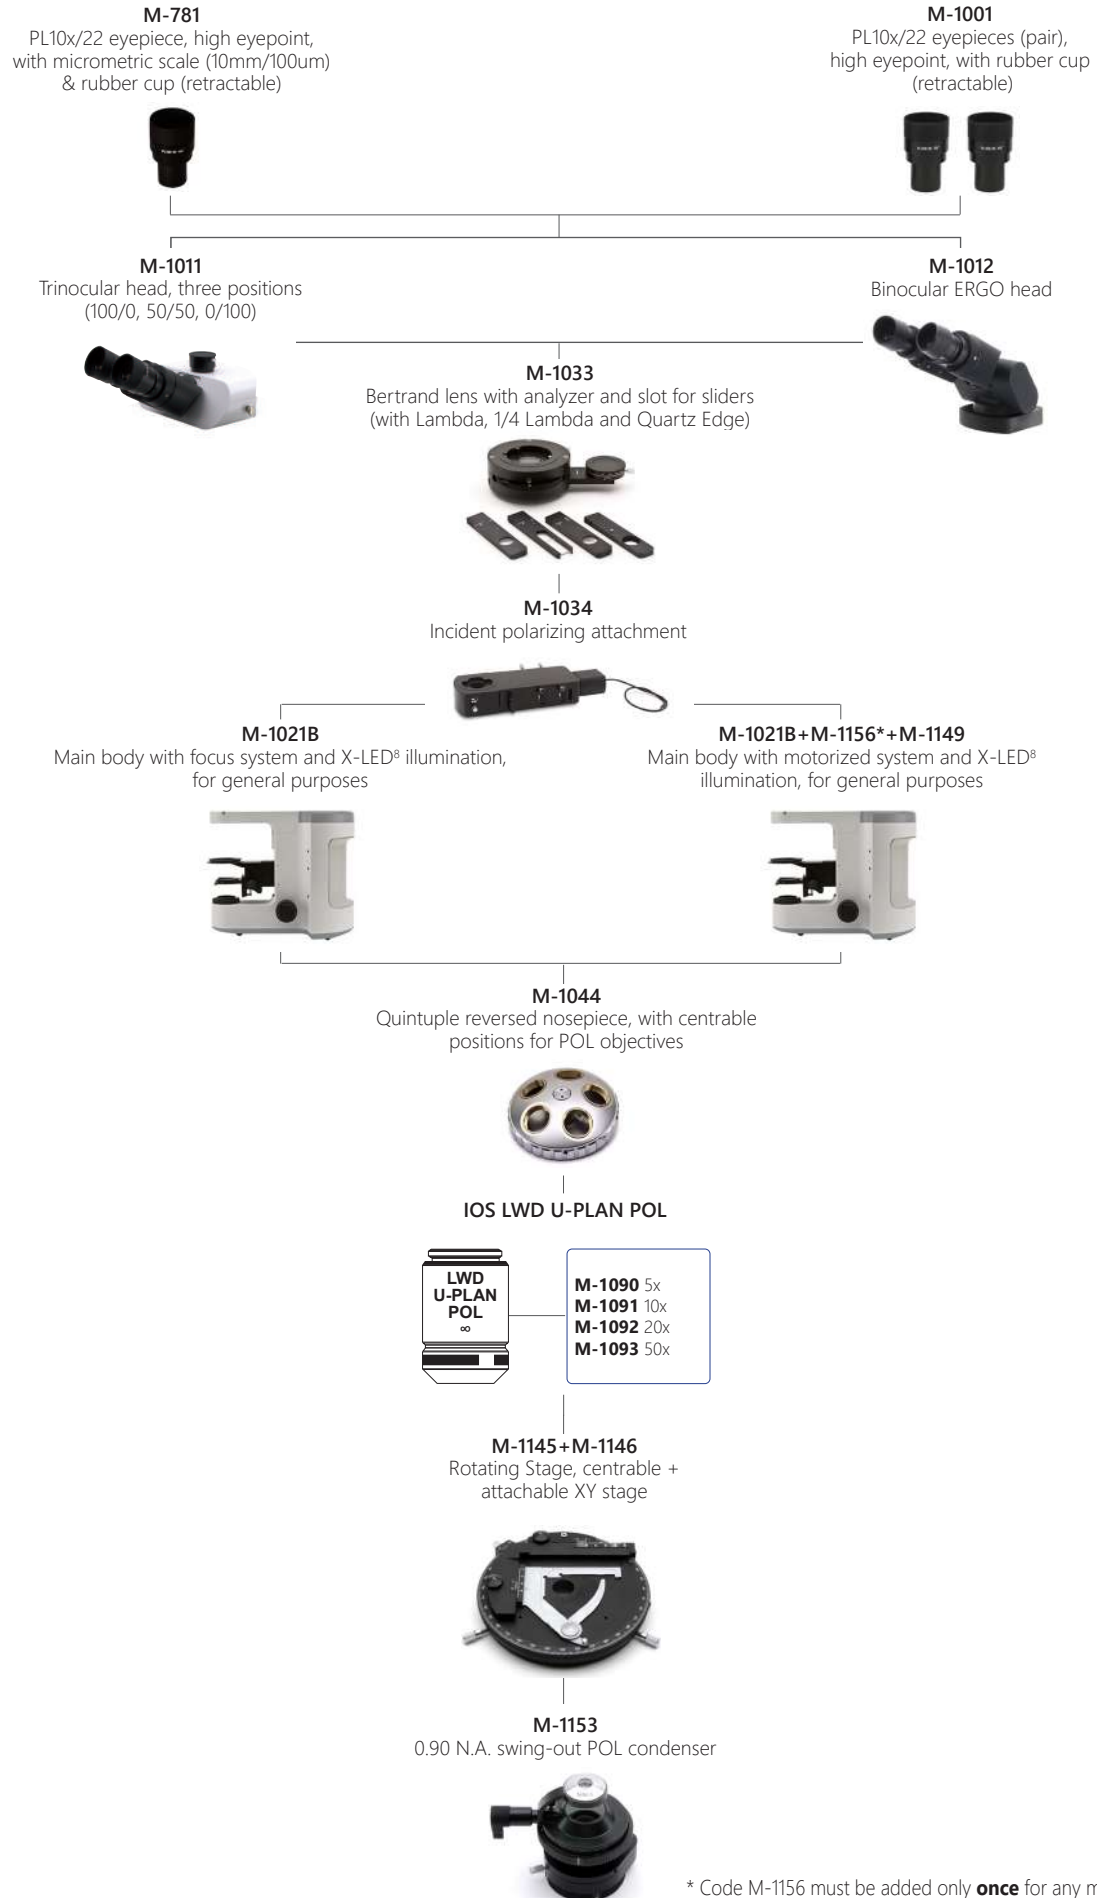 M-781
PL10x/22 eyepiece, high eyepoint,
with micrometric scale (10mm/100um)
& rubber cup (retractable)
M-1001
PL10x/22 eyepieces (pair),
high eyepoint, with rubber cup
(retractable)
M-1011
Trinocular head, three positions
(100/0, 50/50, 0/100)
M-1012
Binocular ERGO head
M-1033
Bertrand lens with analyzer and slot for sliders
(with Lambda, 1/4 Lambda and Quartz Edge)
M-1034
Incident polarizing attachment
M-1021B
Main body with focus system and X-LED⁸ illumination,
for general purposes
M-1021B+M-1156*+M-1149
Main body with motorized system and X-LED⁸
illumination, for general purposes
M-1044
Quintuple reversed nosepiece, with centrable
positions for POL objectives
IOS LWD U-PLAN POL
LWD
U-PLAN
POL
∞
M-1090 5x
M-1091 10x
M-1092 20x
M-1093 50x
M-1145+M-1146
Rotating Stage, centrable +
attachable XY stage
M-1153
0.90 N.A. swing-out POL condenser
* Code M-1156 must be added only once for any m